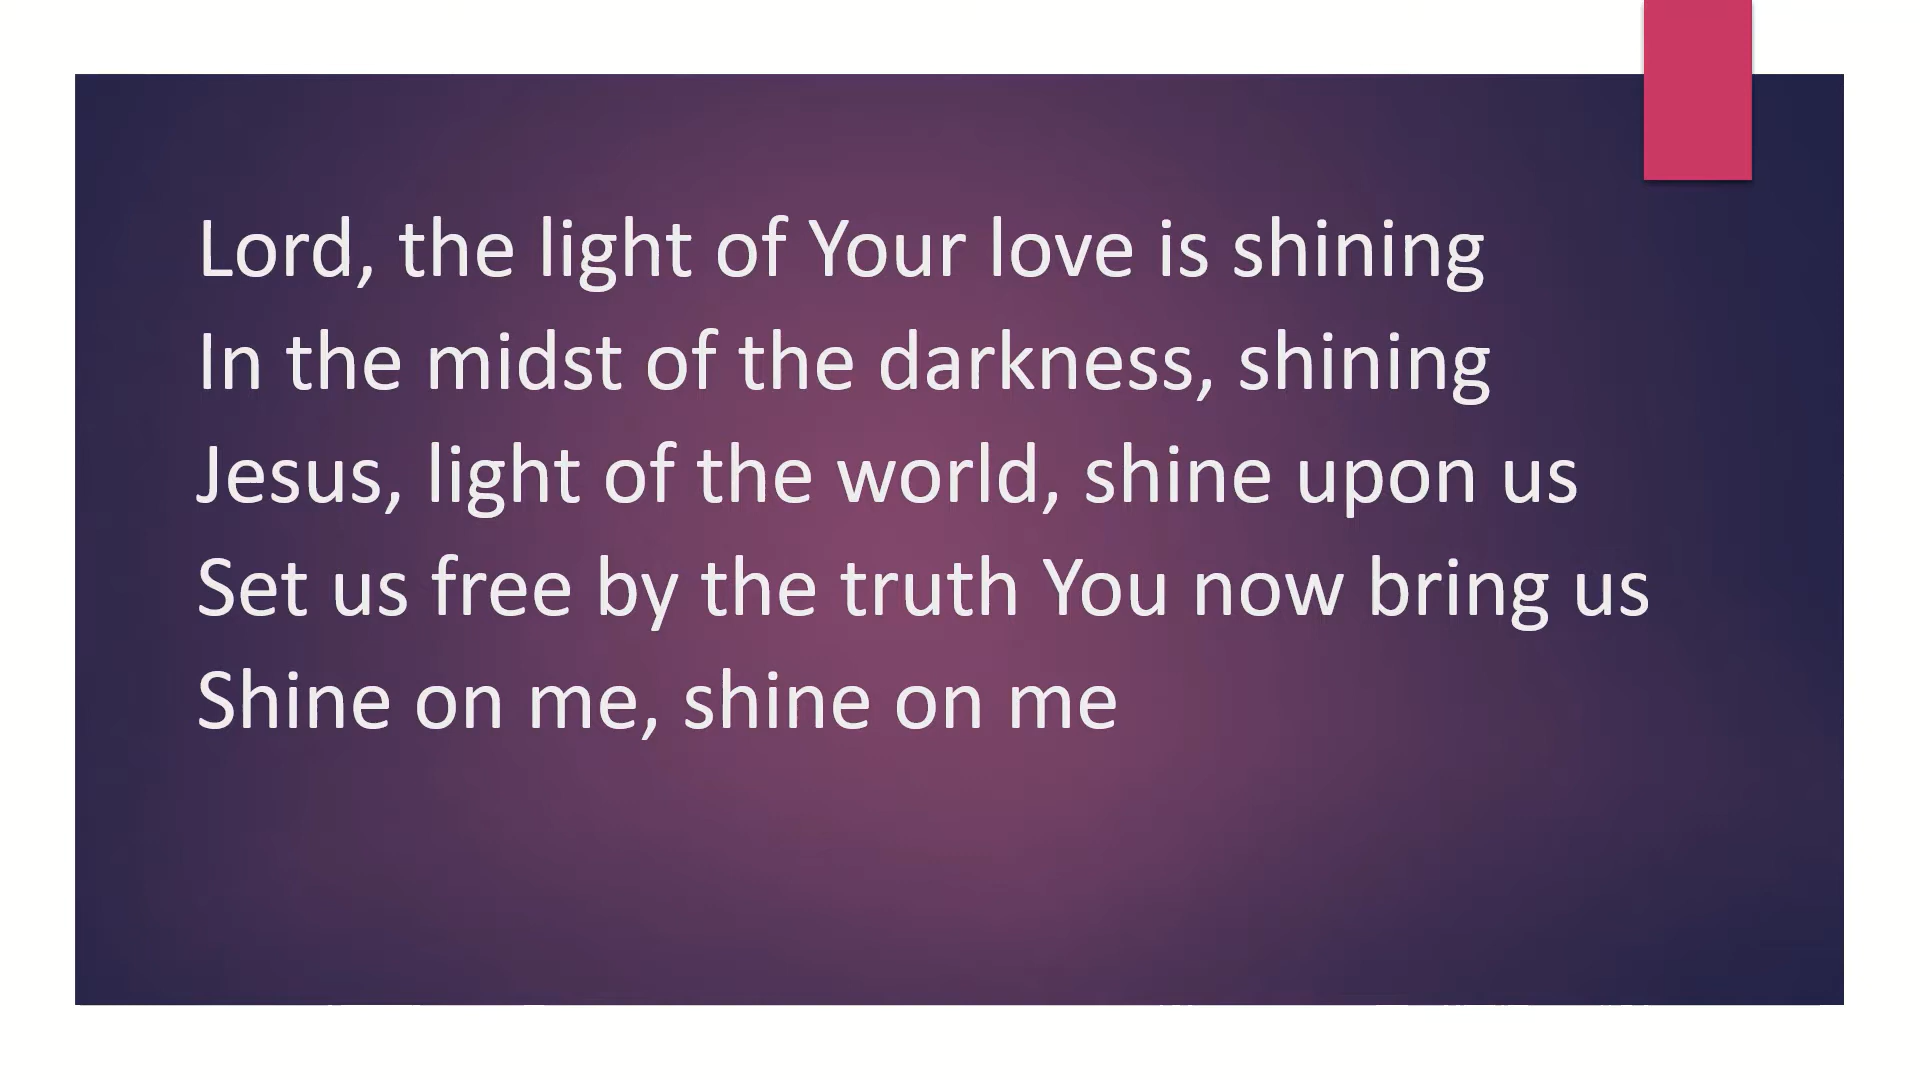 Lord, the light of Your love is shining
In the midst of the darkness, shining
Jesus, light of the world, shine upon us
Set us free by the truth You now bring us
Shine on me, shine on me